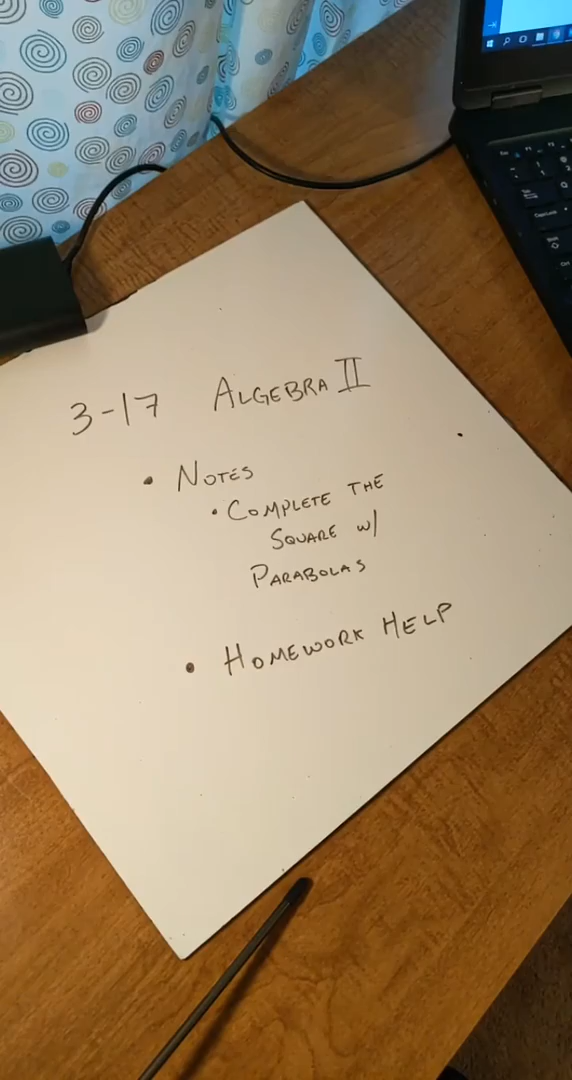 3-17 ALGEBRA II
• NOTES
• COMPLETE THE
SQUARE W/
PARABOLAS
• HOMEWORK HELP